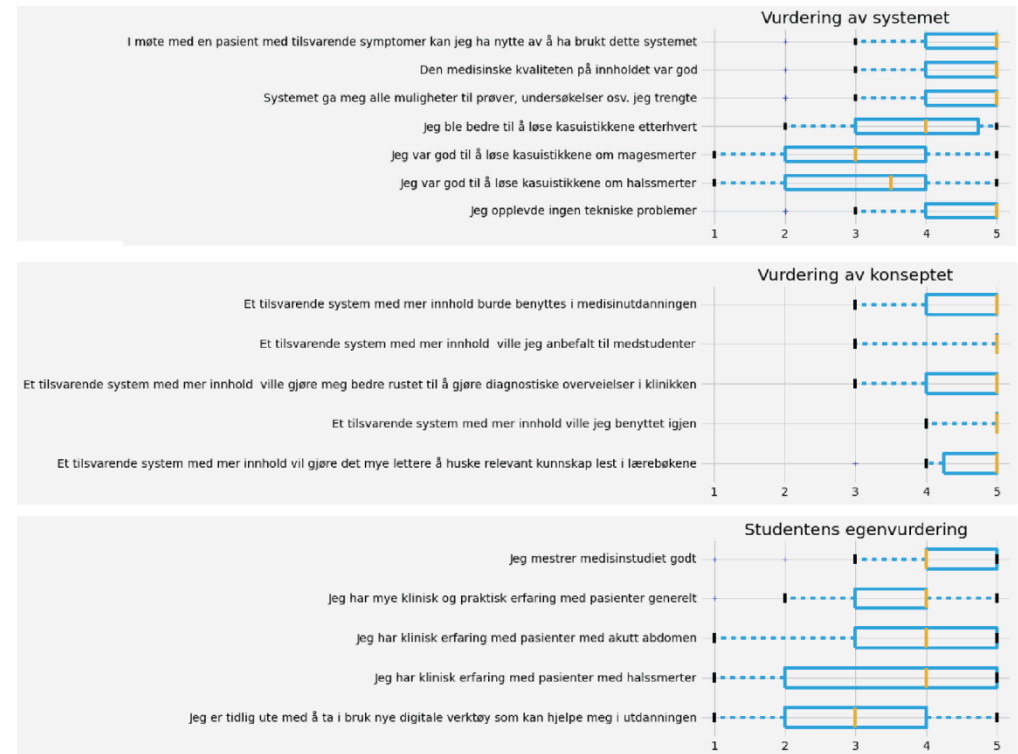 Vurdering av systemet
I møte med en pasient med tilsvarende symptomer kan jeg ha nytte av å ha brukt dette systemet
Den medisinske kvaliteten på innholdet var god
Systemet ga meg alle muligheter til prøver, undersøkelser osv. jeg trengte
Jeg ble bedre til å løse kasuistikkene etterhvert
Jeg var god til å løse kasuistikkene om magesmerter
Jeg var god til å løse kasuistikkene om halssmerter
Jeg opplevde ingen tekniske problemer
1 2 3 4 5
Vurdering av konseptet
Et tilsvarende system med mer innhold burde benyttes i medisinutdanningen
Et tilsvarende system med mer innhold ville jeg anbefalt til medstudenter
Et tilsvarende system med mer innhold ville gjøre meg bedre rustet til å gjøre diagnostiske overveielser i klinikken
Et tilsvarende system med mer innhold ville jeg benyttet igjen
Et tilsvarende system med mer innhold vil gjøre det mye lettere å huske relevant kunnskap lest i lærebøkene
1 2 3 4 5
Studentens egenvurdering
Jeg mestrer medisinstudiet godt
Jeg har mye klinisk og praktisk erfaring med pasienter generelt
Jeg har klinisk erfaring med pasienter med akutt abdomen
Jeg har klinisk erfaring med pasienter med halssmerter
Jeg er tidlig ute med å ta i bruk nye digitale verktøy som kan hjelpe meg i utdanningen
1 2 3 4 5